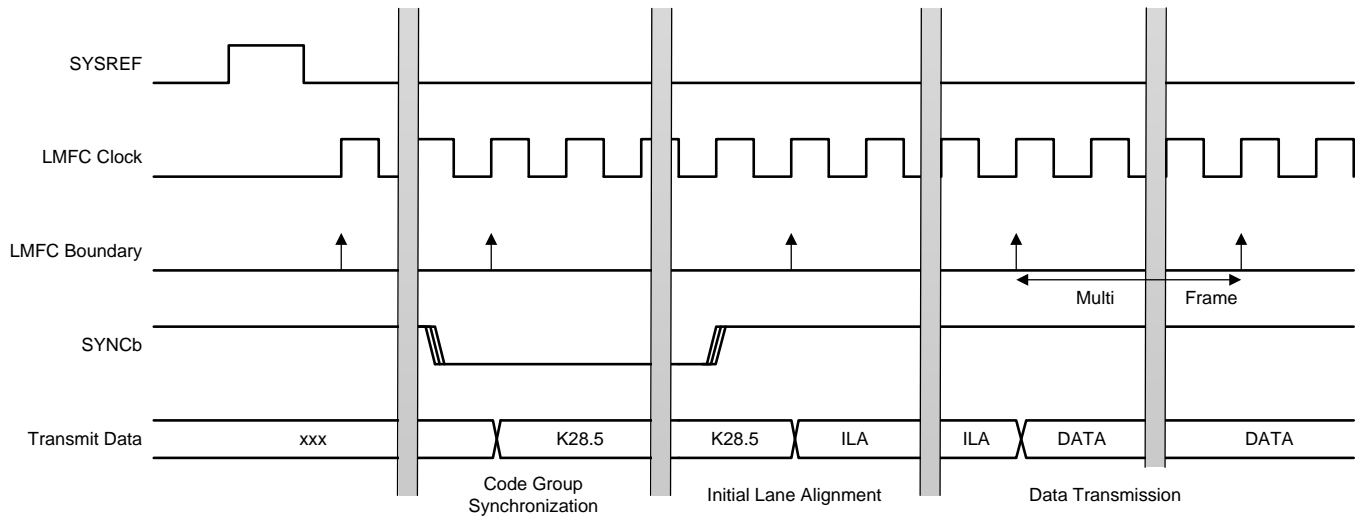 SYSREF
LMFC Clock
LMFC Boundary
Multi Frame
SYNCb
Transmit Data
xxx K28.5 K28.5 ILA ILA DATA DATA
Code Group
Synchronization
Initial Lane Alignment
Data Transmission